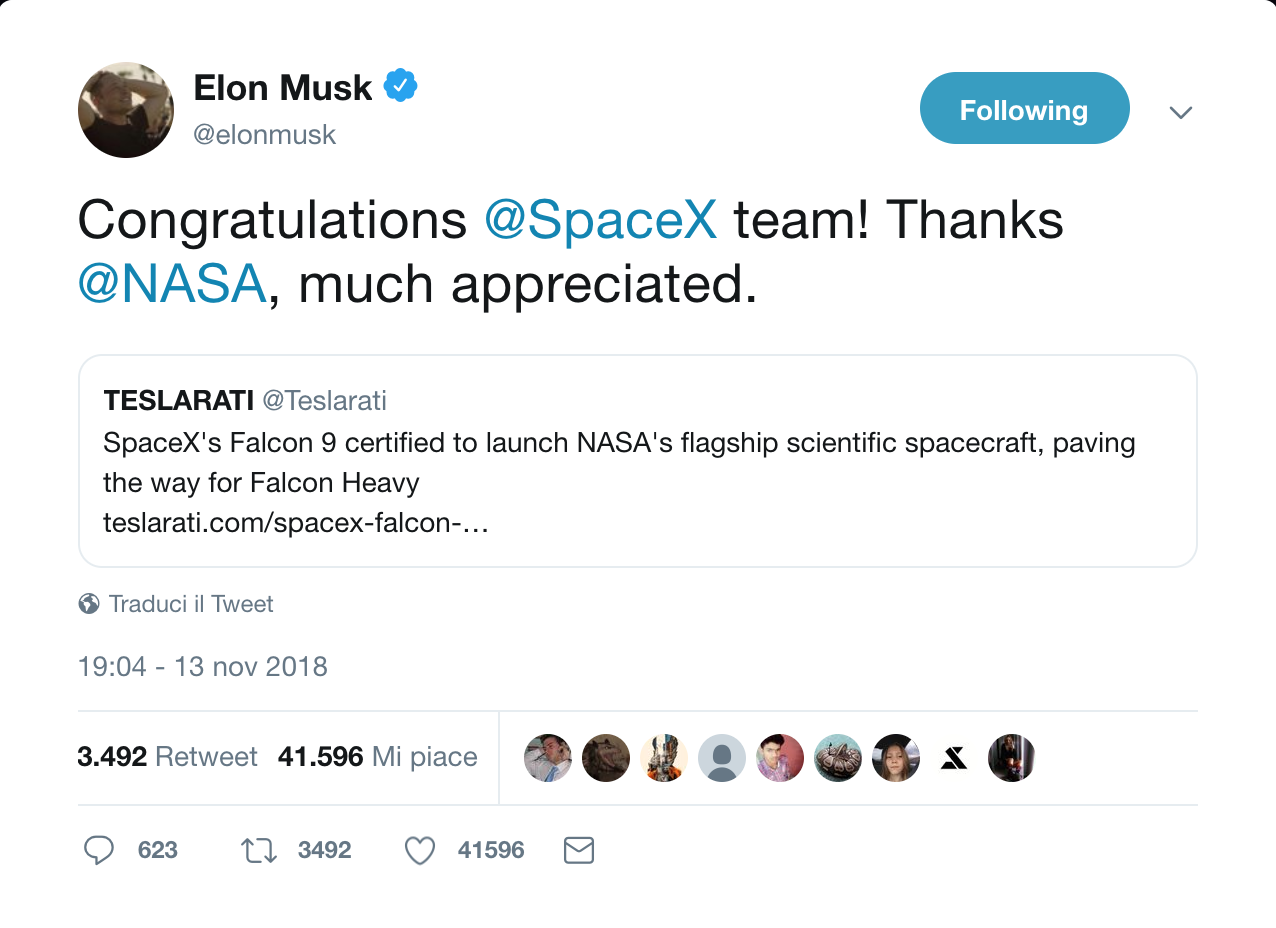 Elon Musk
@elonmusk
Following
Congratulations @SpaceX team! Thanks
@NASA, much appreciated.
TESLARATI @Teslarati
SpaceX's Falcon 9 certified to launch NASA's flagship scientific spacecraft, paving
the way for Falcon Heavy
teslarati.com/spacex-falcon-…
Traduci il Tweet
19:04 - 13 nov 2018
3.492 Retweet 41.596 Mi piace
623 3492 41596